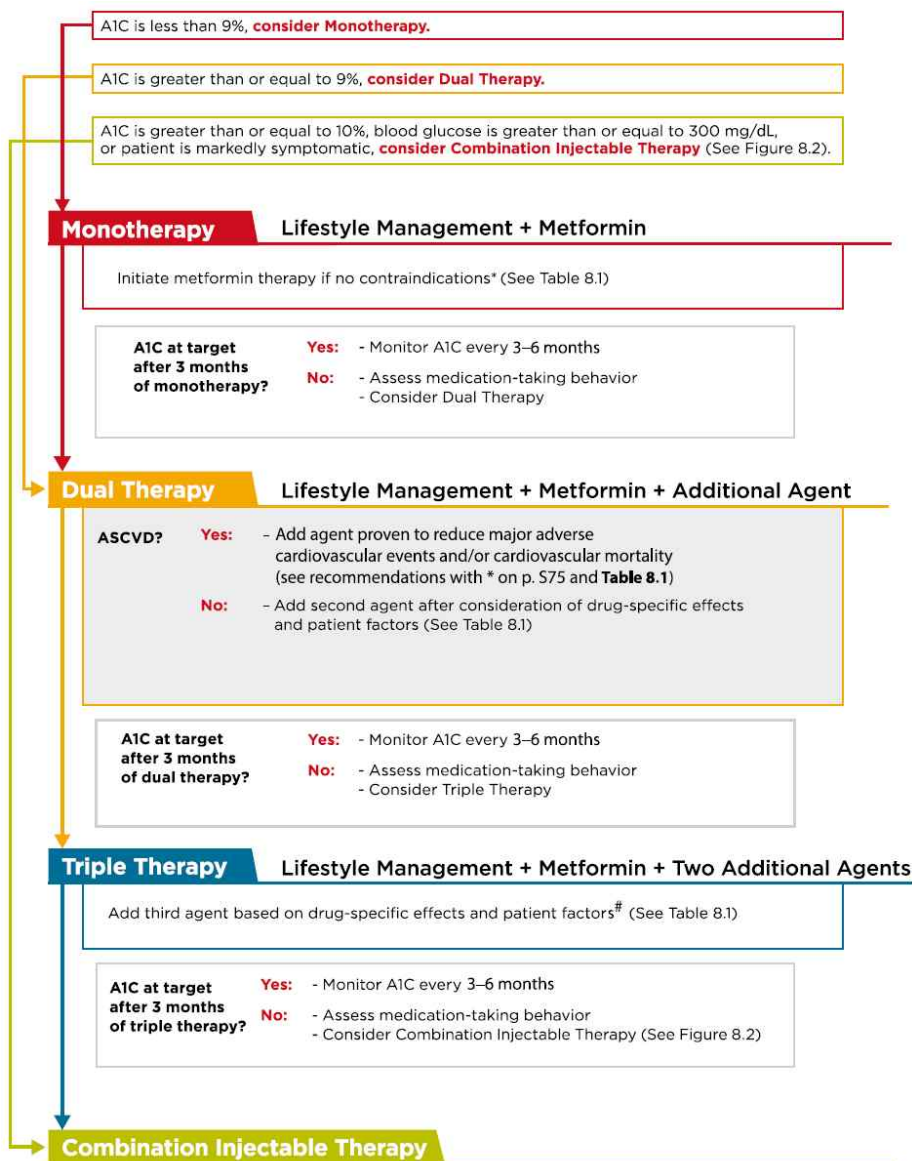 A1C is less than 9%, consider Monotherapy.
A1C is greater than or equal to 9%, consider Dual Therapy.
A1C is greater than or equal to 10%, blood glucose is greater than or equal to 300 mg/dL,
or patient is markedly symptomatic, consider Combination Injectable Therapy (See Figure 8.2).
Monotherapy Lifestyle Management + Metformin
Initiate metformin therapy if no contraindications* (See Table 8.1)
A1C at target
after 3 months
of monotherapy?
Yes: - Monitor A1C every 3–6 months
No: - Assess medication-taking behavior
- Consider Dual Therapy
Dual Therapy Lifestyle Management + Metformin + Additional Agent
ASCVD? Yes: – Add agent proven to reduce major adverse
cardiovascular events and/or cardiovascular mortality
(see recommendations with * on p. S75 and Table 8.1)
No: – Add second agent after consideration of drug-specific effects
and patient factors (See Table 8.1)
A1C at target
after 3 months
of dual therapy?
Yes: - Monitor A1C every 3–6 months
No: - Assess medication-taking behavior
- Consider Triple Therapy
Triple Therapy Lifestyle Management + Metformin + Two Additional Agents
Add third agent based on drug-specific effects and patient factors# (See Table 8.1)
A1C at target
after 3 months
of triple therapy?
Yes: - Monitor A1C every 3–6 months
No: - Assess medication-taking behavior
- Consider Combination Injectable Therapy (See Figure 8.2)
Combination Injectable Therapy